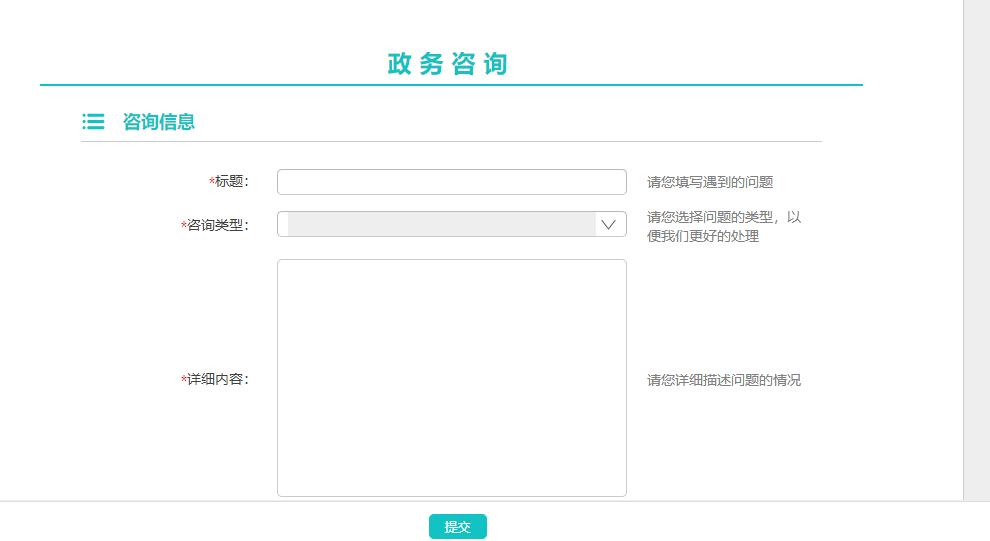 政务咨询
咨询信息
*标题：
请您填写遇到的问题
*咨询类型：
请您选择问题的类型，以
便我们更好的处理
*详细内容：
请您详细描述问题的情况
提交